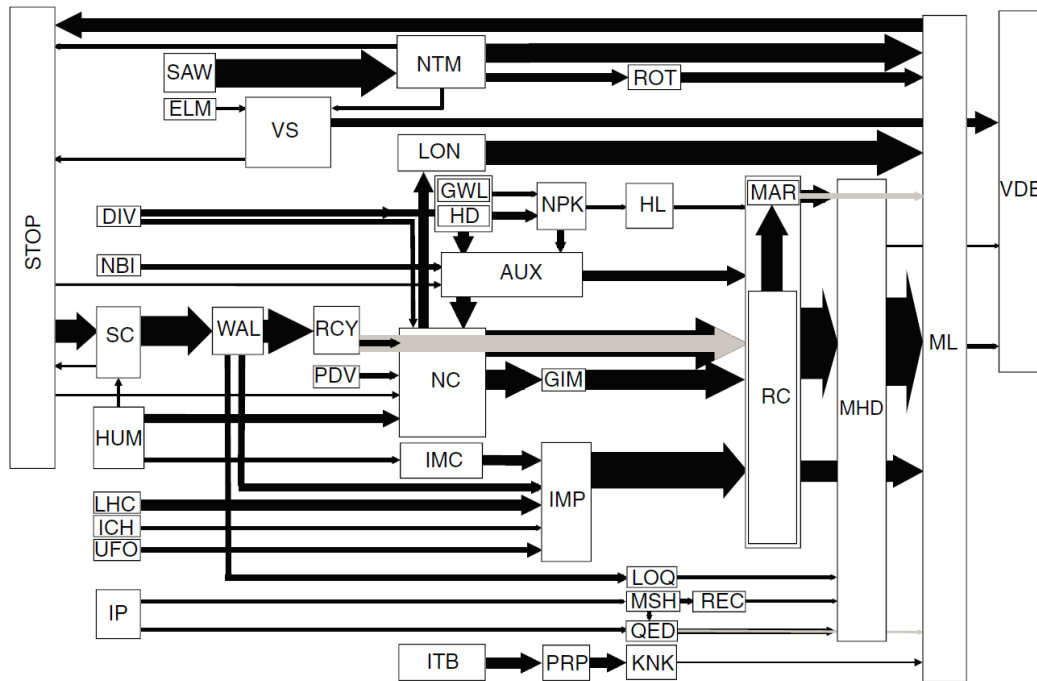 STOP
SAW
NTM
ROT
ELM
VS
LON
GWL
HD
NPK
HL
MAR
VDE
DIV
NBI
AUX
SC
WAL
RCY
PDV
NC
GIM
RC
MHD
ML
HUM
IMC
IMP
LHC
ICH
UFO
LOQ
IP
MSH
REC
QED
ITB
PRP
KNK